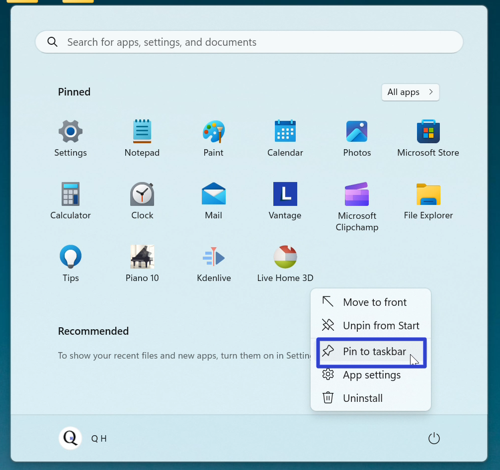 Search for apps, settings, and documents
Pinned
All apps
Settings
Notepad
Paint
Calendar
Photos
Microsoft Store
Calculator
Clock
Mail
L
Vantage
Microsoft
Clipchamp
File Explorer
Tips
Piano 10
Kdenlive
Live Home 3D
Move to front
Unpin from Start
Pin to taskbar
App settings
Uninstall
Recommended
To show your recent files and new apps, turn them on in Settin
Q
Q H